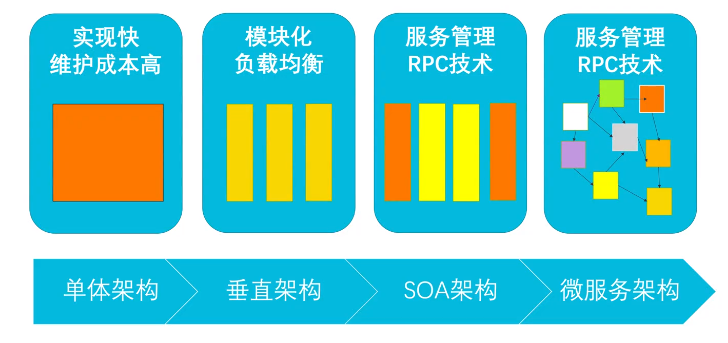 实现快
维护成本高
模块化
负载均衡
服务管理
RPC技术
服务管理
RPC技术
单体架构
垂直架构
SOA架构
微服务架构